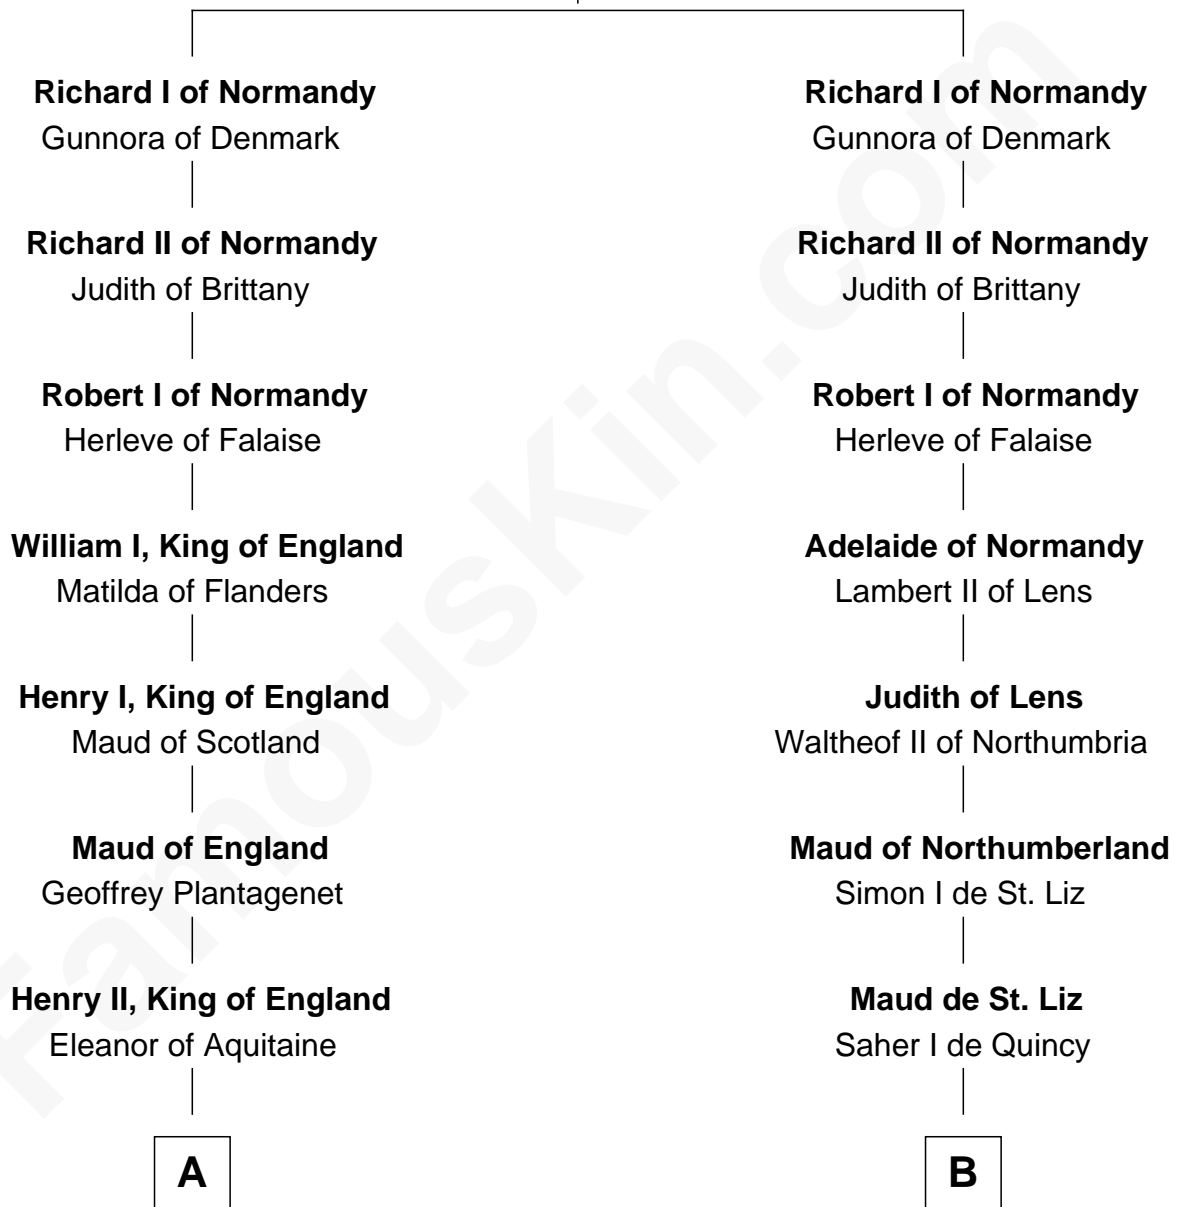 Richard I of Normandy
Gunnora of Denmark
Richard II of Normandy
Judith of Brittany
Robert I of Normandy
Herleve of Falaise
William I, King of England
Matilda of Flanders
Henry I, King of England
Maud of Scotland
Maud of England
Geoffrey Plantagenet
Henry II, King of England
Eleanor of Aquitaine
A
Richard I of Normandy
Gunnora of Denmark
Richard II of Normandy
Judith of Brittany
Robert I of Normandy
Herleve of Falaise
Adelaide of Normandy
Lambert II of Lens
Judith of Lens
Waltheof II of Northumbria
Maud of Northumberland
Simon I de St. Liz
Maud de St. Liz
Saher I de Quincy
B
FamousKin.com